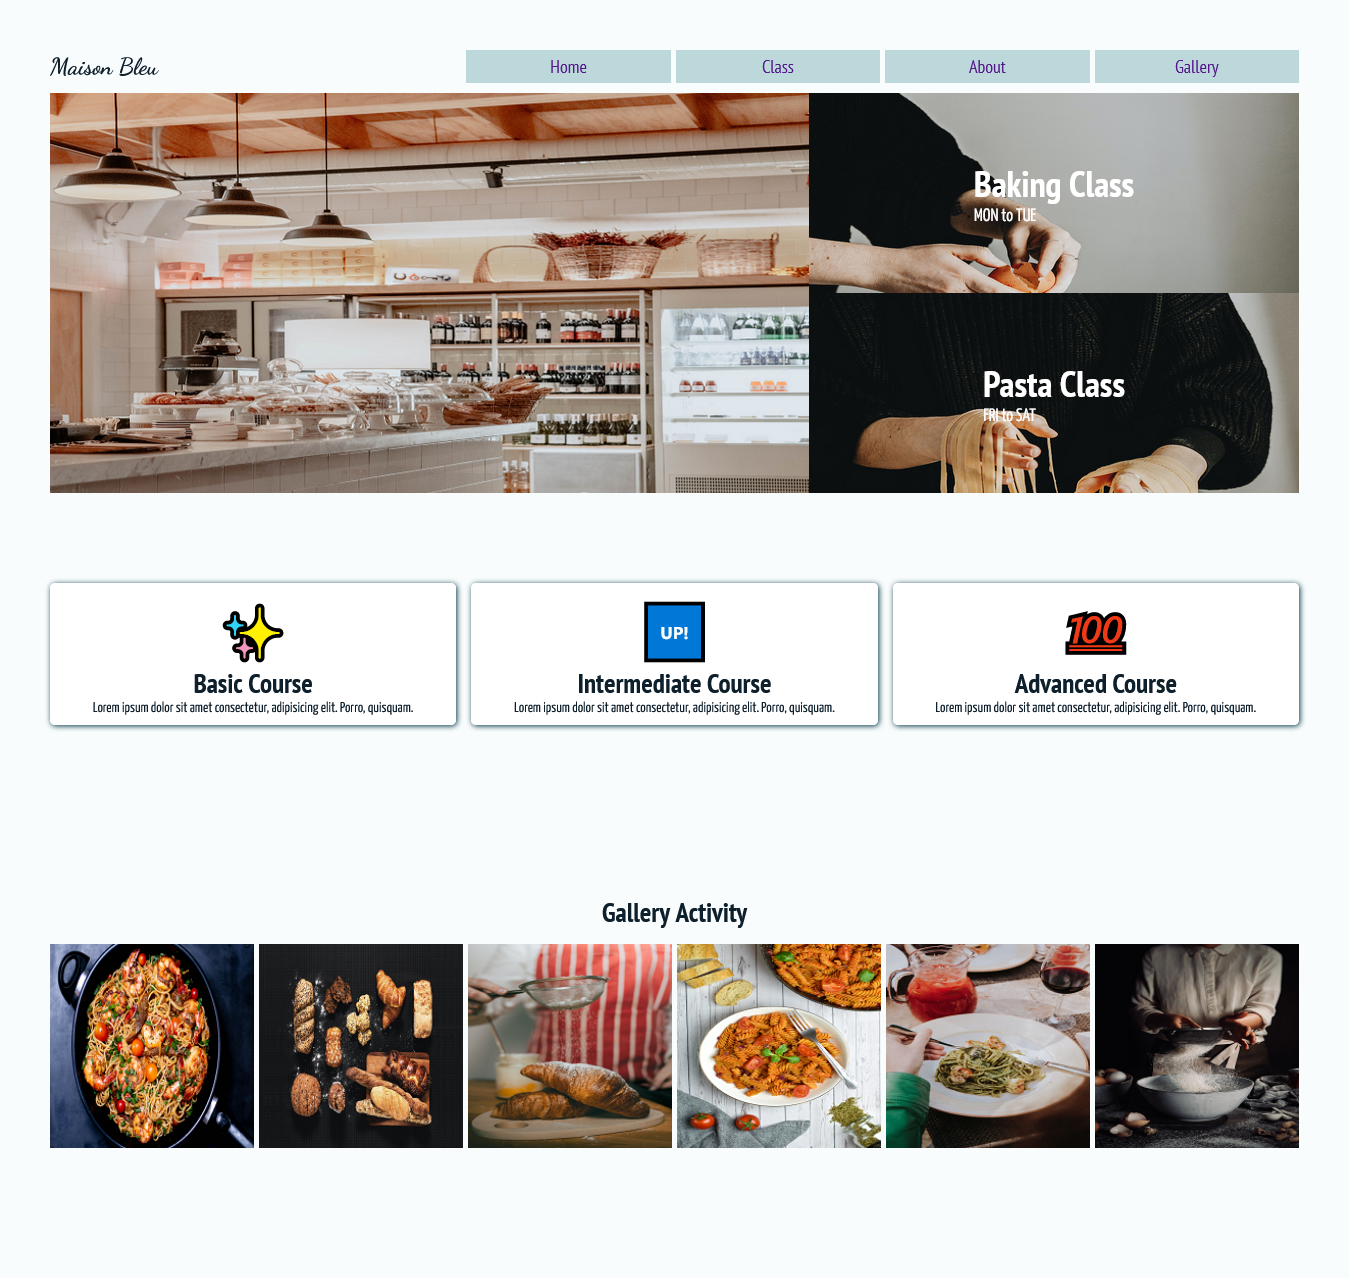 Maison Bleu
Home
Class
About
Gallery
Baking Class
MON to TUE
Pasta Class
FRI to SAT
UP!
Basic Course
Lorem ipsum dolor sit amet consectetur, adipisicing elit. Porro, quisquam.
Intermediate Course
Lorem ipsum dolor sit amet consectetur, adipisicing elit. Porro, quisquam.
100
Advanced Course
Lorem ipsum dolor sit amet consectetur, adipisicing elit. Porro, quisquam.
Gallery Activity